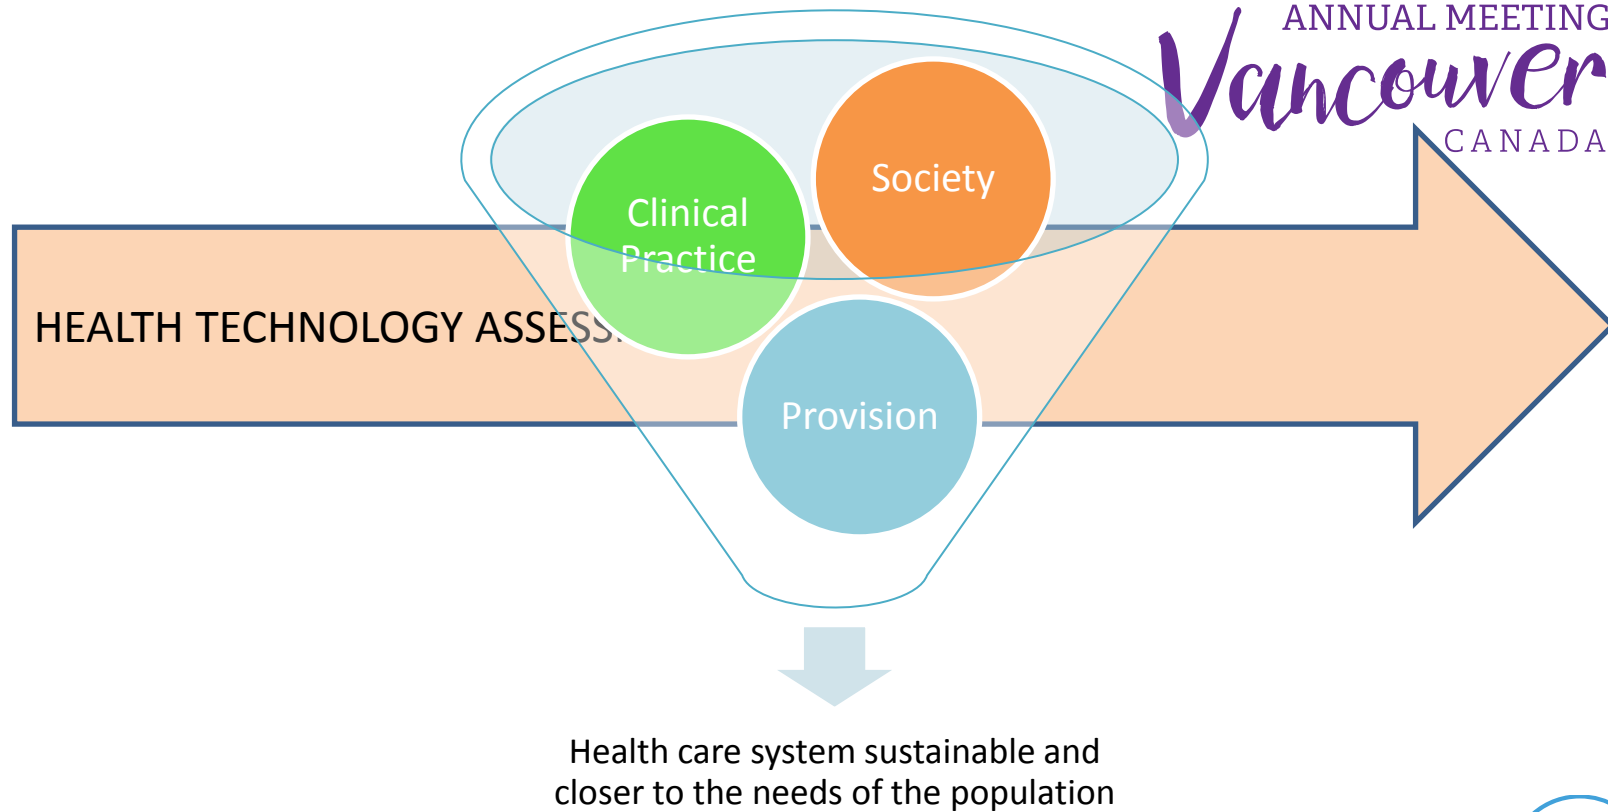 ANNUAL MEETING
Vancouver
CANADA
Society
Clinical
Practice
HEALTH TECHNOLOGY
Provision
Health care system sustainable and
closer to the needs of the population